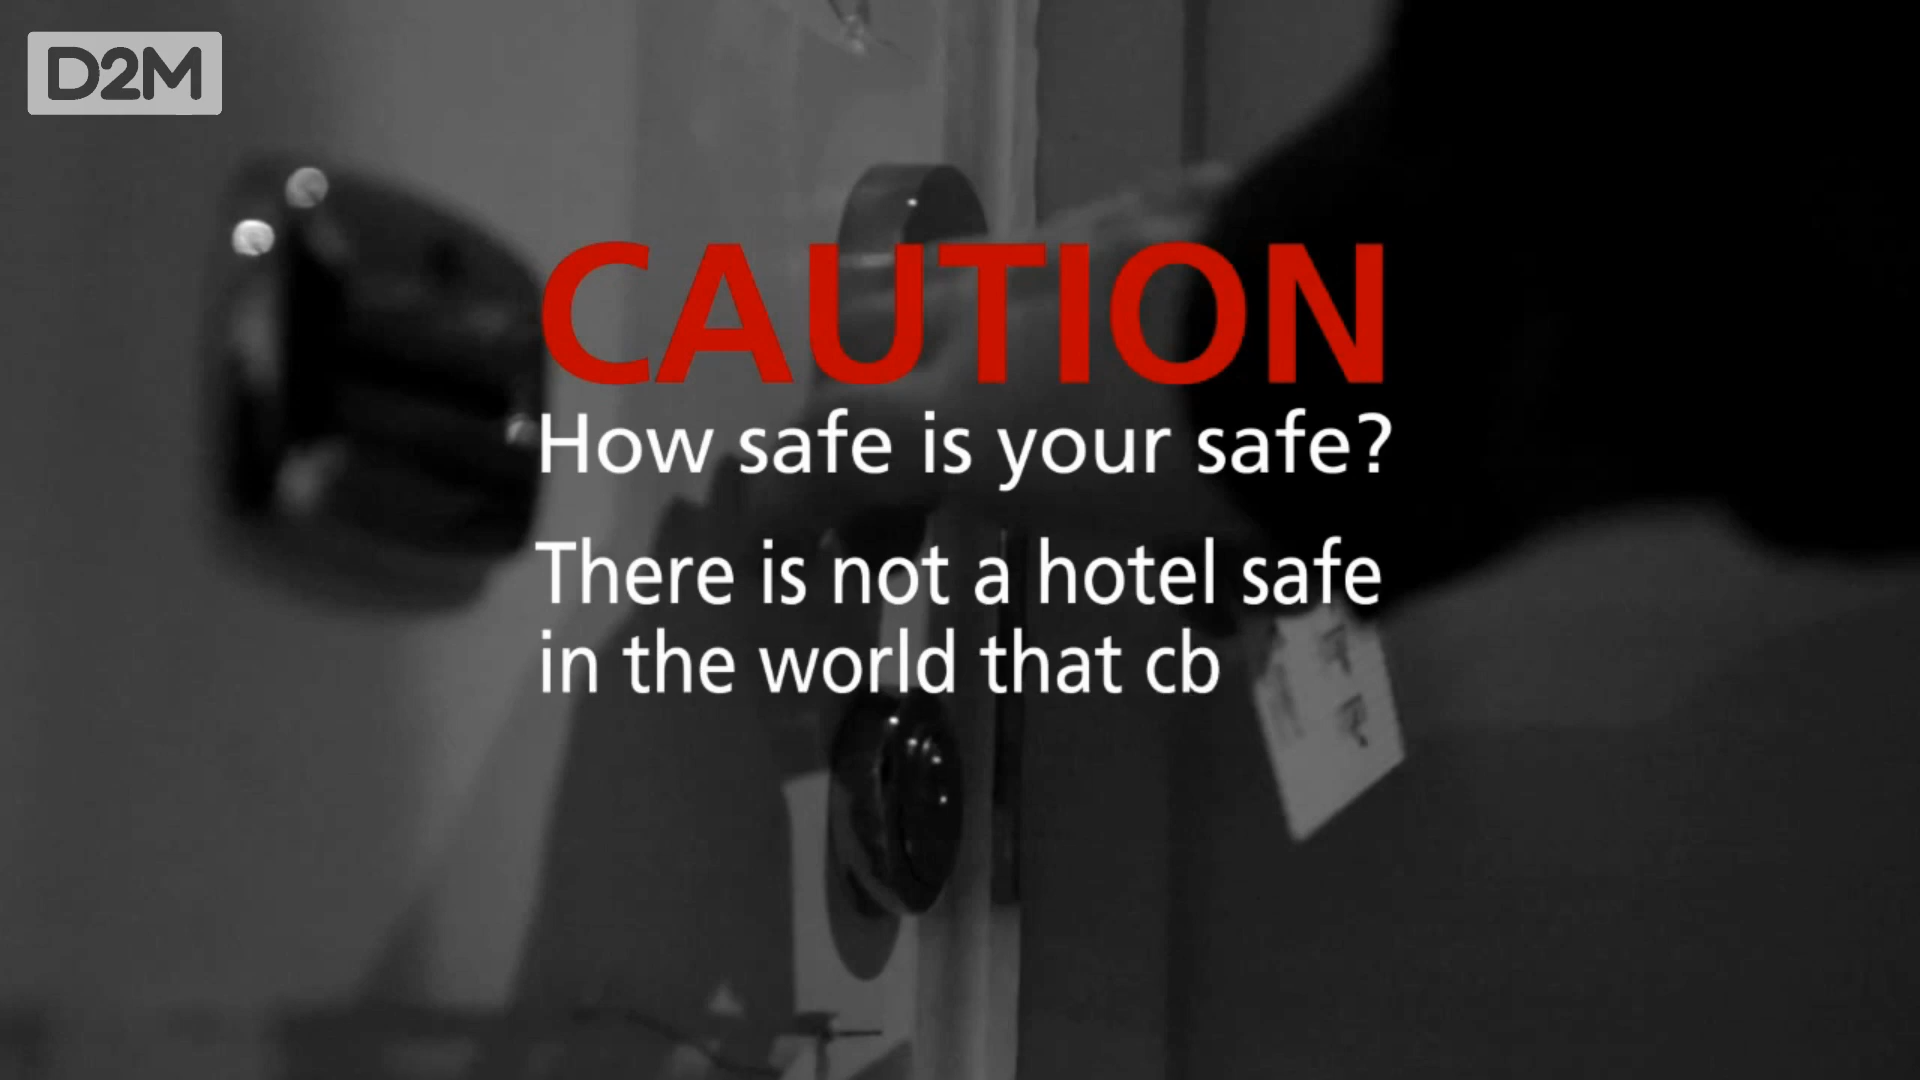 D2M
CAUTION
How safe is your safe?
There is not a hotel safe
in the world that cb